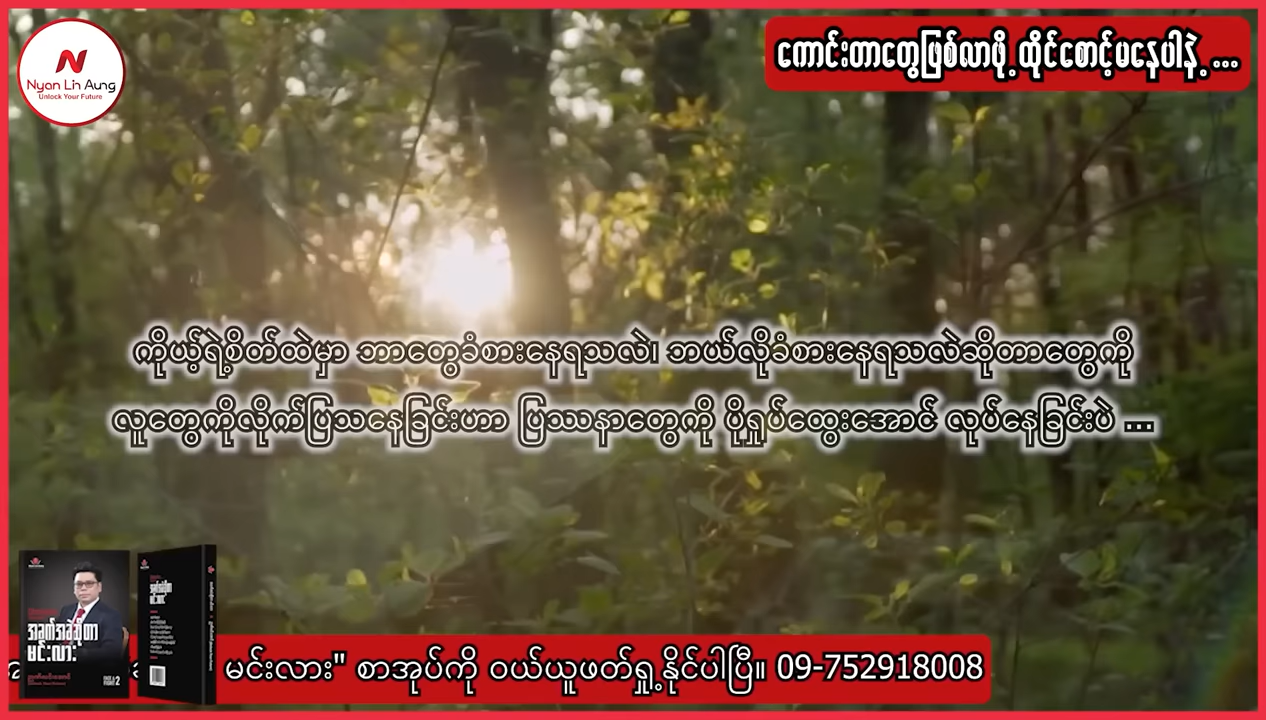 Nyan Lin Aung
Unlock Your Future
ကောင်းတာတွေဖြစ်လာဖို့ ထိုင်စောင့်မနေပါနဲ့ ...
ကိုယ့်ရဲ့စိတ်ထဲမှာ ဘာတွေခံစားနေရသလဲ၊ ဘယ်လိုခံစားနေရသလဲဆိုတာတွေကို
လူတွေကိုလိုက်ပြသနေခြင်းဟာ ပြဿနာတွေကို ပိုရှုပ်ထွေးအောင် လုပ်နေခြင်းပဲ ...
အခက်အခဲဆိုတာ
မင်းလား
မင်းလား" စာအုပ်ကို ဝယ်ယူဖတ်ရှု့နိုင်ပါပြီ။ 09-752918008